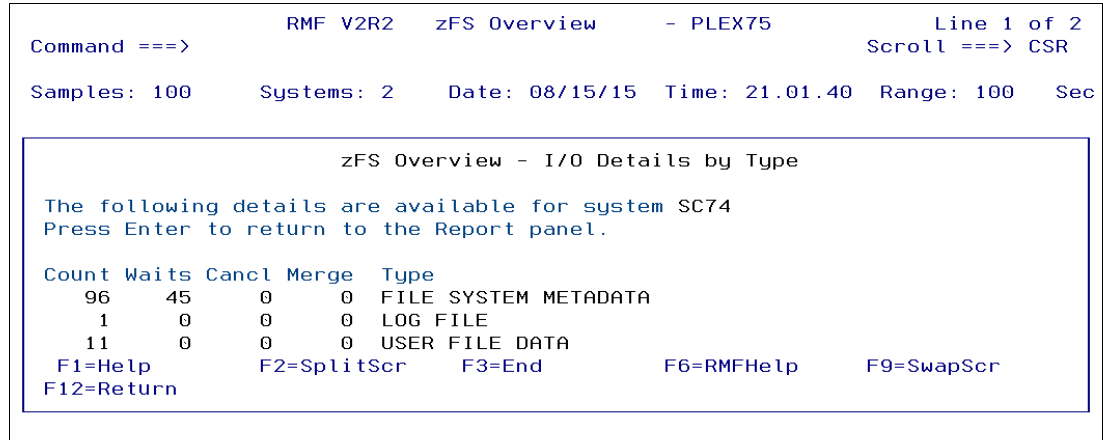 RMF V2R2 zFS Overview - PLEX75 Line 1 of 2
Command ===> Scroll ===> CSR
Samples: 100 Systems: 2 Date: 08/15/15 Time: 21.01.40 Range: 100 Sec
zFS Overview - I/O Details by Type
The following details are available for system SC74
Press Enter to return to the Report panel.
Count Waits Cancl Merge Type
96 45 0 0 FILE SYSTEM METADATA
1 0 0 0 LOG FILE
11 0 0 0 USER FILE DATA
F1=Help F2=SplitScr F3=End F6=RMFHelp F9=SwapScr
F12=Return